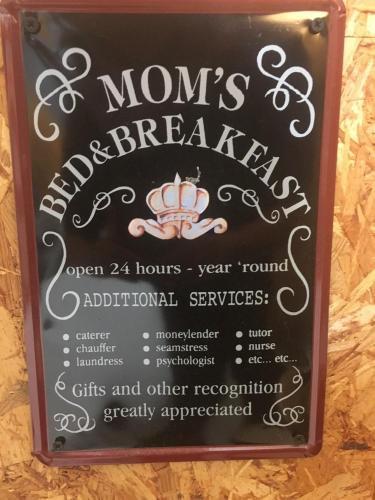 MOM'S
BED&BREAKFAST
open 24 hours - year 'round
ADDITIONAL SERVICES:
• caterer • moneylender • tutor
• chauffer • seamstress • nurse
• laundress • psychologist • etc... etc...
Gifts and other recognition
greatly appreciated